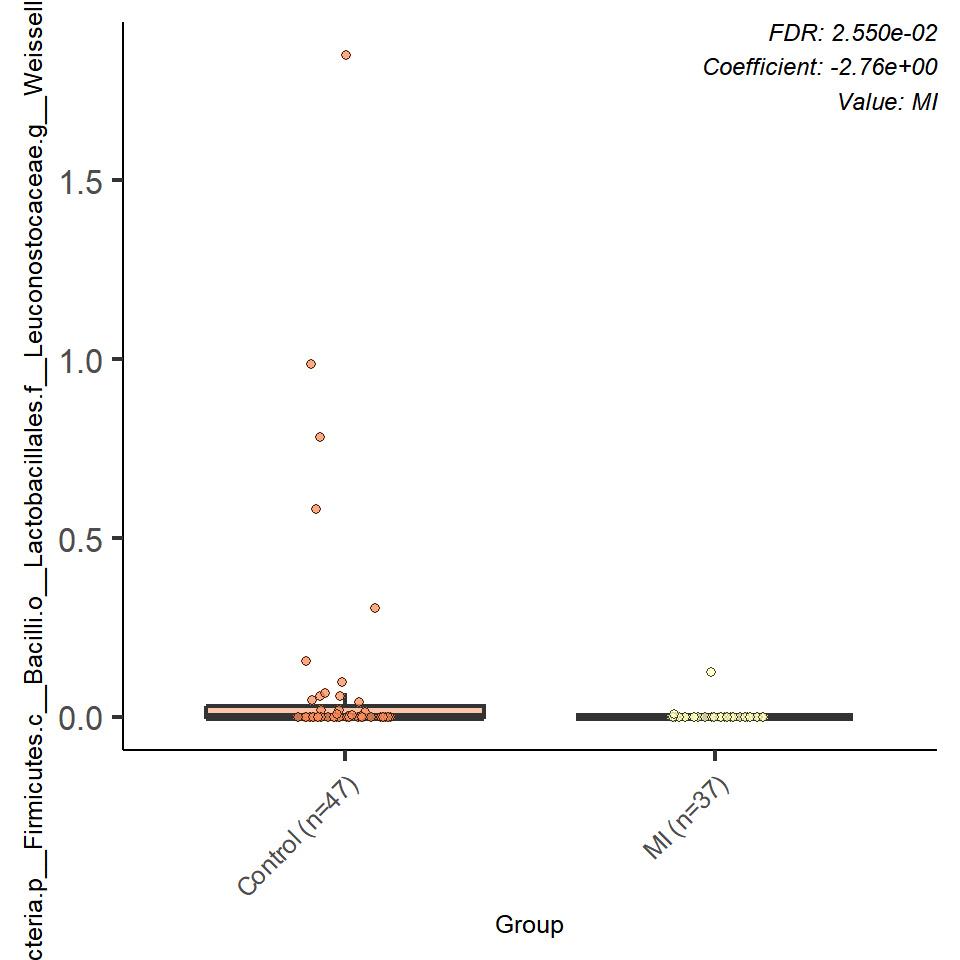 FDR: 2.550e-02
Coefficient: -2.76e+00
Value: MI
cteria.p__Firmicutes.c__Bacilli.o__Lactobacillales.f__Leuconostocaceae.g__Weissell
1.5
1.0
0.5
0.0
Control (n=47)
MI (n=37)
Group